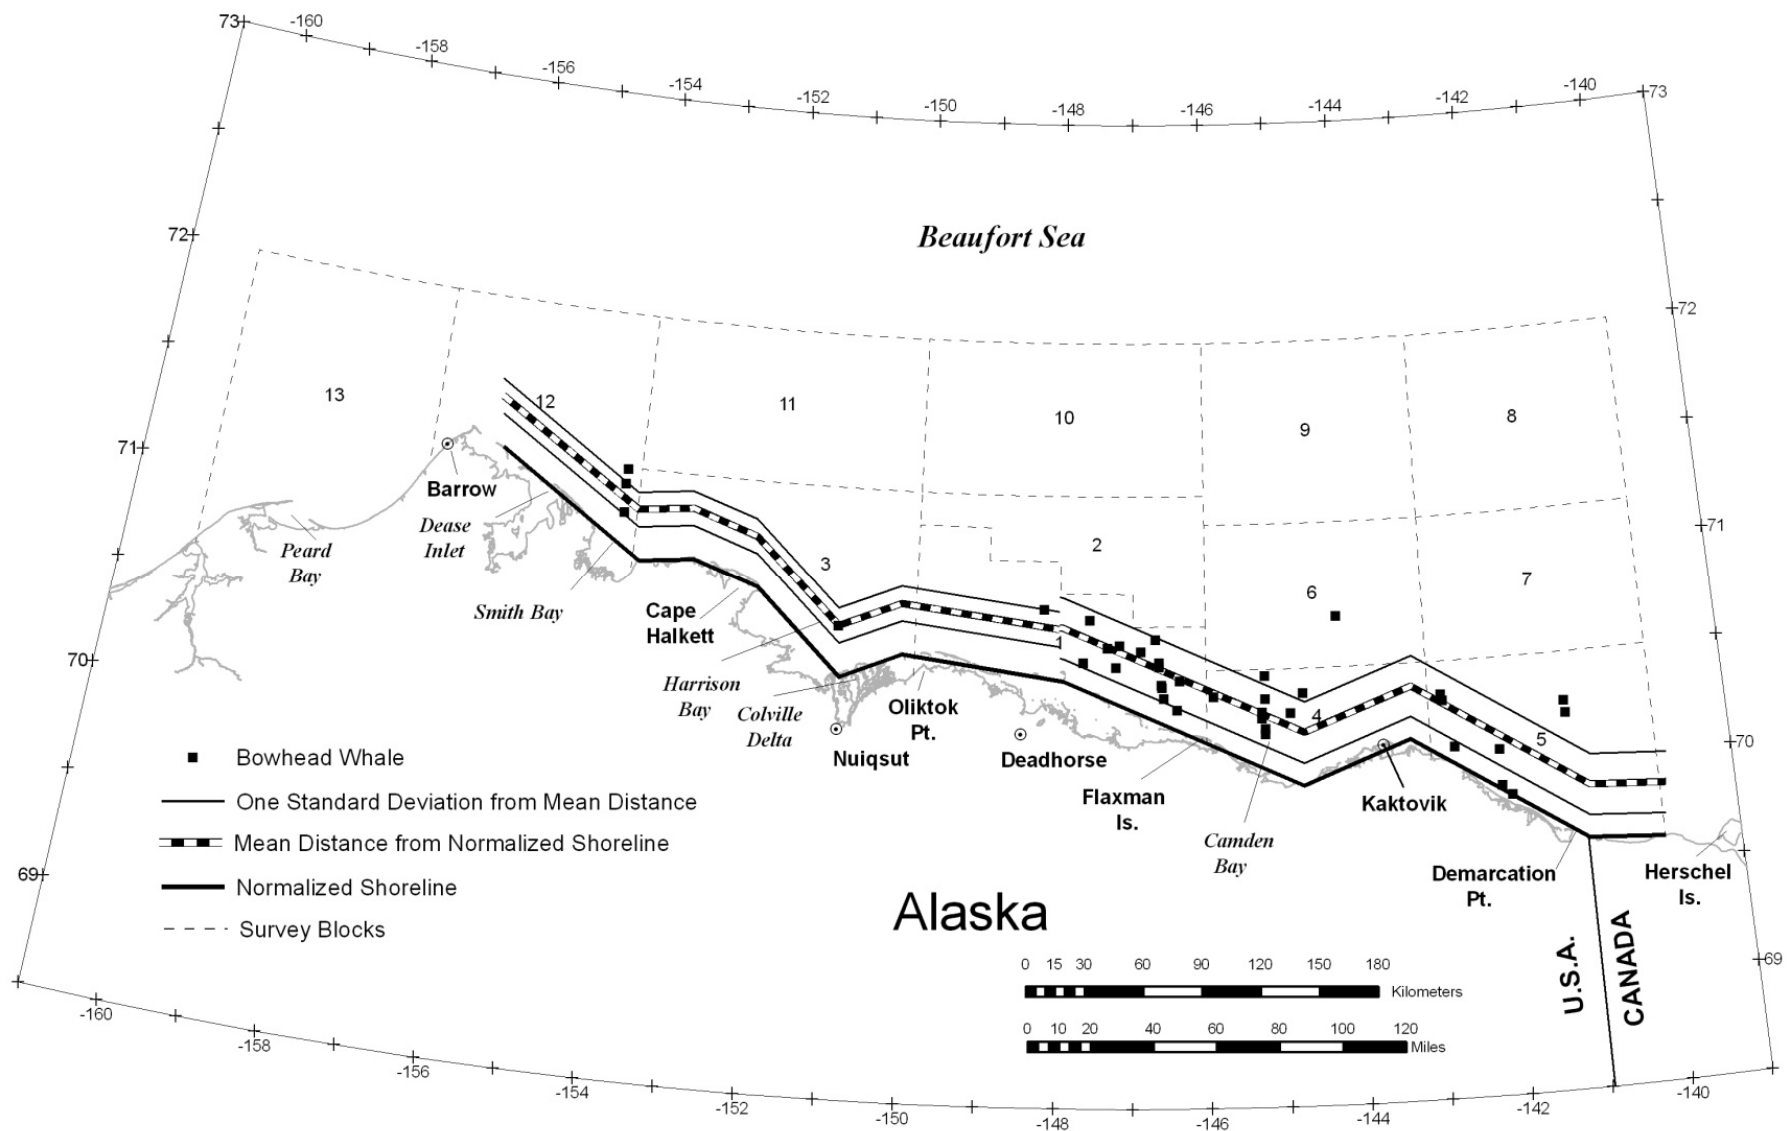 73
-160
-158
-156
-154
-152
-150
-148
-146
-144
-142
-140
73
72
Beaufort Sea
72
13
12
11
10
9
8
71
Barrow
Dease
Inlet
Peard
Bay
Smith Bay
Cape
Halkett
3
2
6
7
71
70
1
Harrison
Bay
Colville
Delta
Oliktok
Pt.
Nuiqsut
Deadhorse
4
5
70
Flaxman
Is.
Kaktovik
Camden
Bay
Demarcation
Pt.
Herschel
Is.
Bowhead Whale
One Standard Deviation from Mean Distance
Mean Distance from Normalized Shoreline
Normalized Shoreline
Survey Blocks
69
Alaska
U.S.A.
CANADA
69
0 15 30 60 90 120 150 180
Kilometers
0 10 20 40 60 80 100 120
Miles
-160
-158
-156
-154
-152
-150
-148
-146
-144
-142
-140